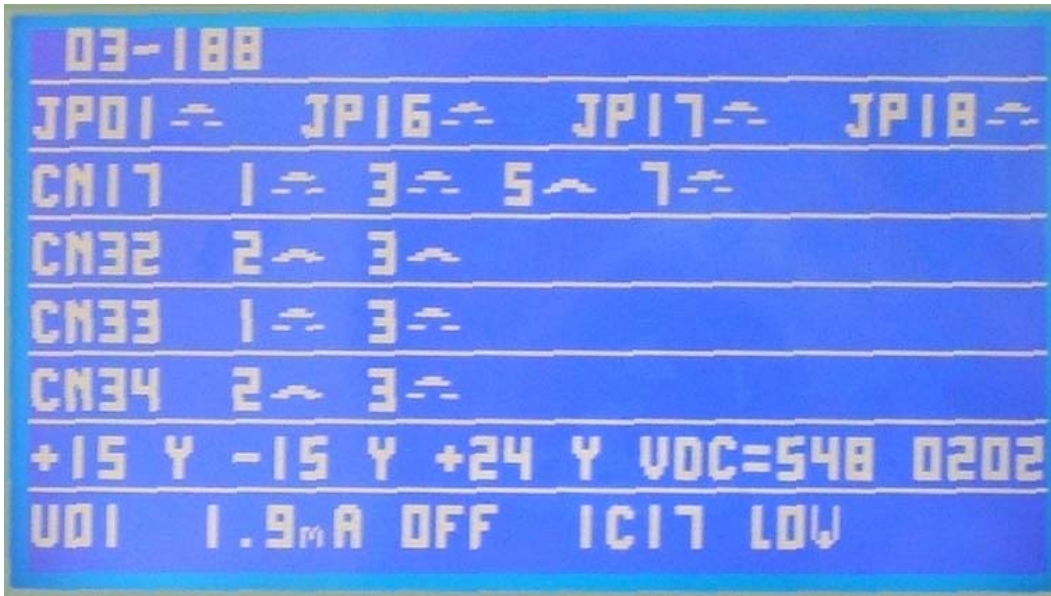 03-188
JP01 JP16 JP17 JP18
CN17 1 3 5 7
CN32 2 3
CN33 1 3
CN34 2 3
+15 Y -15 Y +24 Y VDC=548 0202
U01 1.9mA OFF IC17 LOW